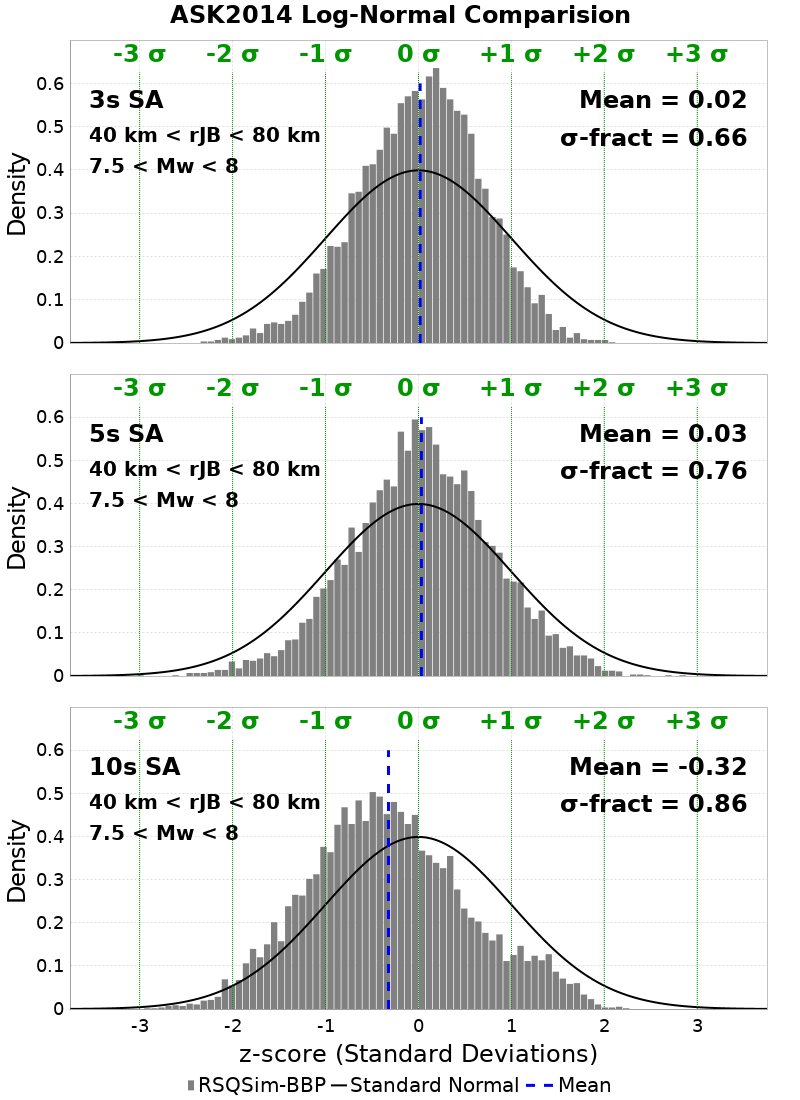 ASK2014 Log-Normal Comparision
-3 σ -2 σ -1 σ 0 σ +1 σ +2 σ +3 σ
3s SA
40 km < rJB < 80 km
7.5 < Mw < 8
Mean = 0.02
σ-fract = 0.66
Density
0.6
0.5
0.4
0.3
0.2
0.1
0
-3 σ -2 σ -1 σ 0 σ +1 σ +2 σ +3 σ
5s SA
40 km < rJB < 80 km
7.5 < Mw < 8
Mean = 0.03
σ-fract = 0.76
Density
0.6
0.5
0.4
0.3
0.2
0.1
0
-3 σ -2 σ -1 σ 0 σ +1 σ +2 σ +3 σ
10s SA
40 km < rJB < 80 km
7.5 < Mw < 8
Mean = -0.32
σ-fract = 0.86
Density
0.6
0.5
0.4
0.3
0.2
0.1
0
-3 -2 -1 0 1 2 3
z-score (Standard Deviations)
RSQSim-BBP Standard Normal Mean